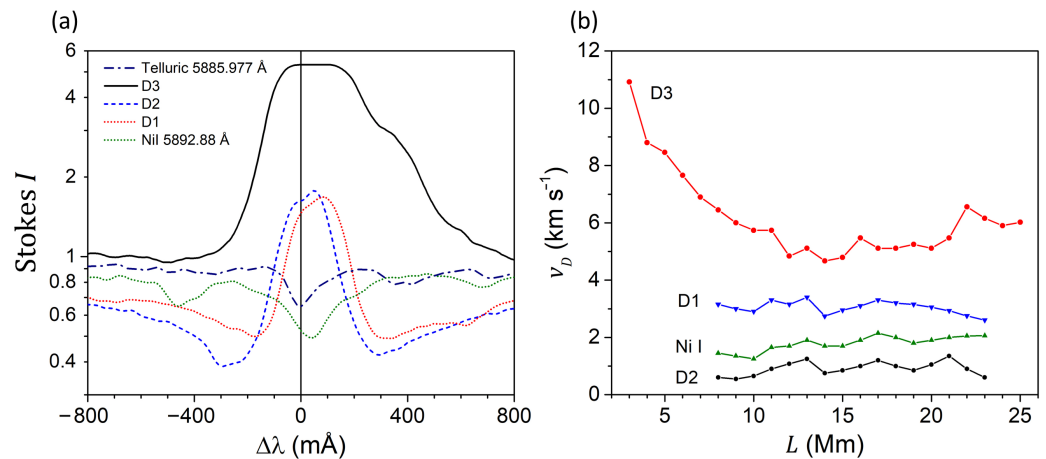 (a)
6
4
2
1
0.8
0.6
0.4
Stokes I
Telluric 5885.977 Å
D3
D2
D1
NiI 5892.88 Å
−800
−400
0
400
800
Δλ (mÅ)
(b)
12
10
8
6
4
2
0
v_D (km s⁻¹)
D3
D1
Ni I
D2
5
10
15
20
25
L (Mm)